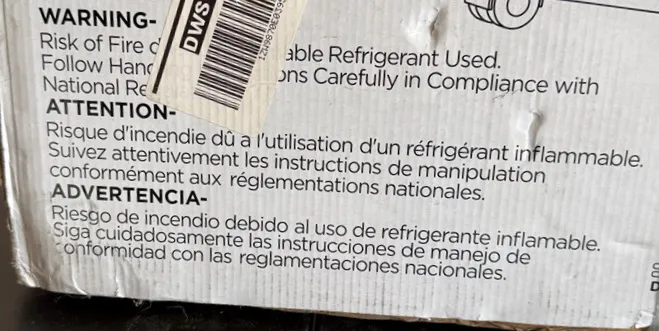 WARNING-
Risk of Fire
able Refrigerant Used.
Follow Hand
ons Carefully in Compliance with
National Re
DWS
ATTENTION-
Risque d'incendie dû a l'utilisation d'un réfrigérant inflammable.
Suivez attentivement les instructions de manipulation
conformément aux réglementations nationales.
ADVERTENCIA-
Riesgo de incendio debido al uso de refrigerante inflamable.
Siga cuidadosamente las instrucciones de manejo de
conformidad con las reglamentaciones nacionales.